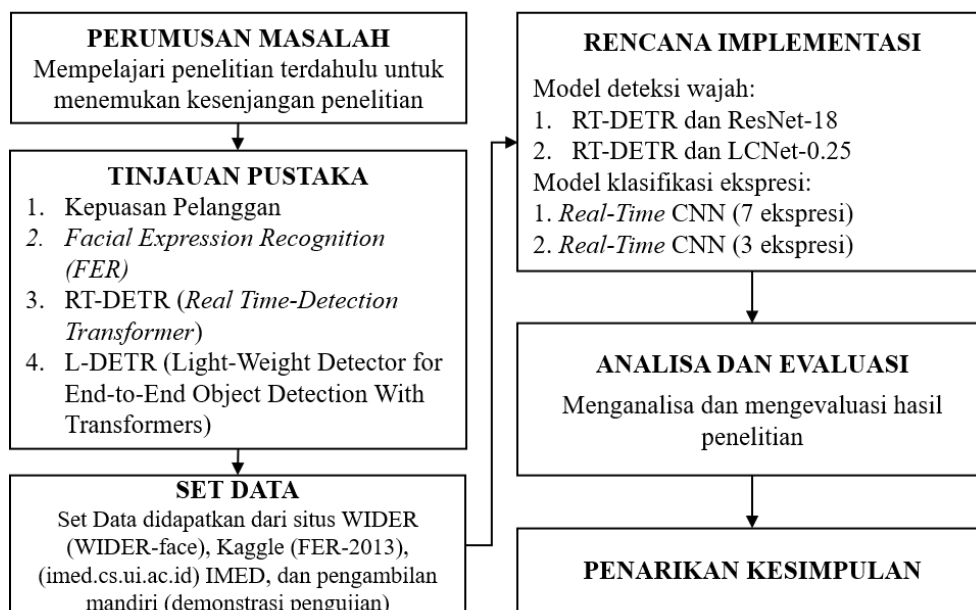 PERUMUSAN MASALAH
Mempelajari penelitian terdahulu untuk
menemukan kesenjangan penelitian
TINJAUAN PUSTAKA
1. Kepuasan Pelanggan
2. Facial Expression Recognition
(FER)
3. RT-DETR (Real Time-Detection
Transformer)
4. L-DETR (Light-Weight Detector for
End-to-End Object Detection With
Transformers)
SET DATA
Set Data didapatkan dari situs WIDER
(WIDER-face), Kaggle (FER-2013),
(imed.cs.ui.ac.id) IMED, dan pengambilan
mandiri (demonstrasi pengujian)
RENCANA IMPLEMENTASI
Model deteksi wajah:
1. RT-DETR dan ResNet-18
2. RT-DETR dan LCNet-0.25
Model klasifikasi ekspresi:
1. Real-Time CNN (7 ekspresi)
2. Real-Time CNN (3 ekspresi)
ANALISA DAN EVALUASI
Menganalisa dan mengevaluasi hasil
penelitian
PENARIKAN KESIMPULAN